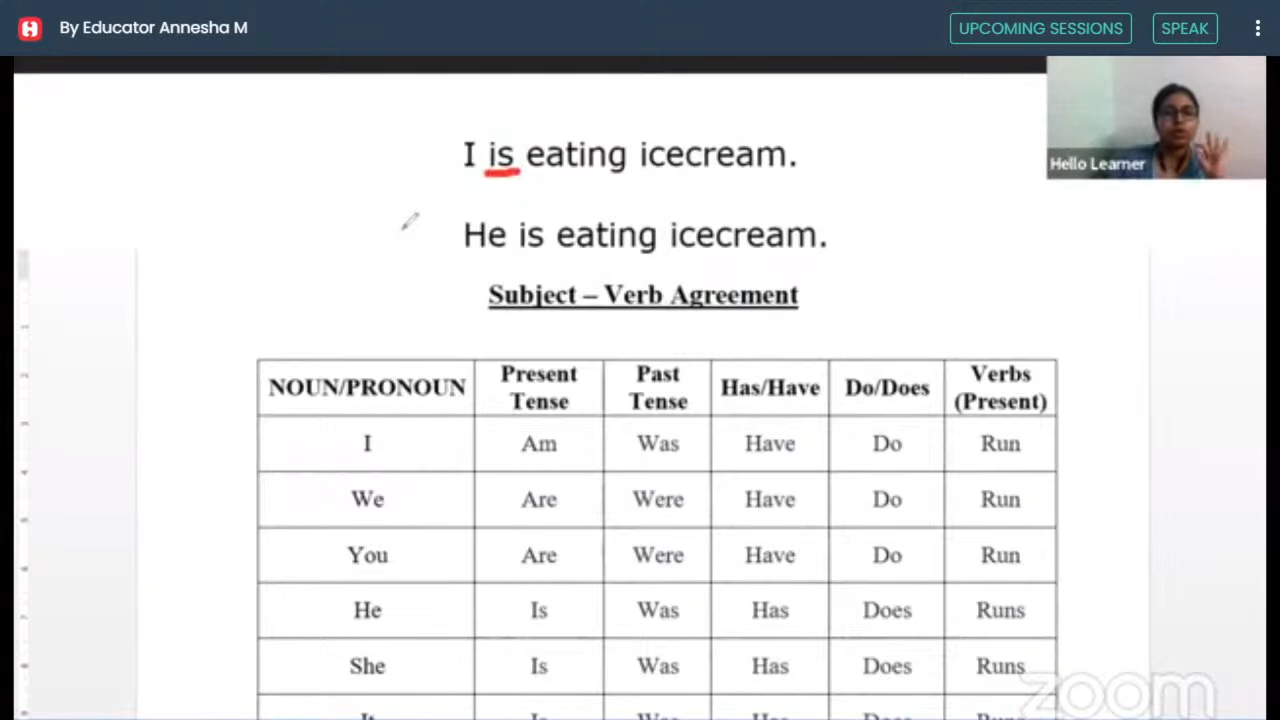 By Educator Annesha M
UPCOMING SESSIONS
SPEAK
Hello Learner
I is eating icecream.
He is eating icecream.
Subject – Verb Agreement
NOUN/PRONOUN Present Tense Past Tense Has/Have Do/Does Verbs (Present)
I Am Was Have Do Run
We Are Were Have Do Run
You Are Were Have Do Run
He Is Was Has Does Runs
She Is Was Has Does Runs
zoom